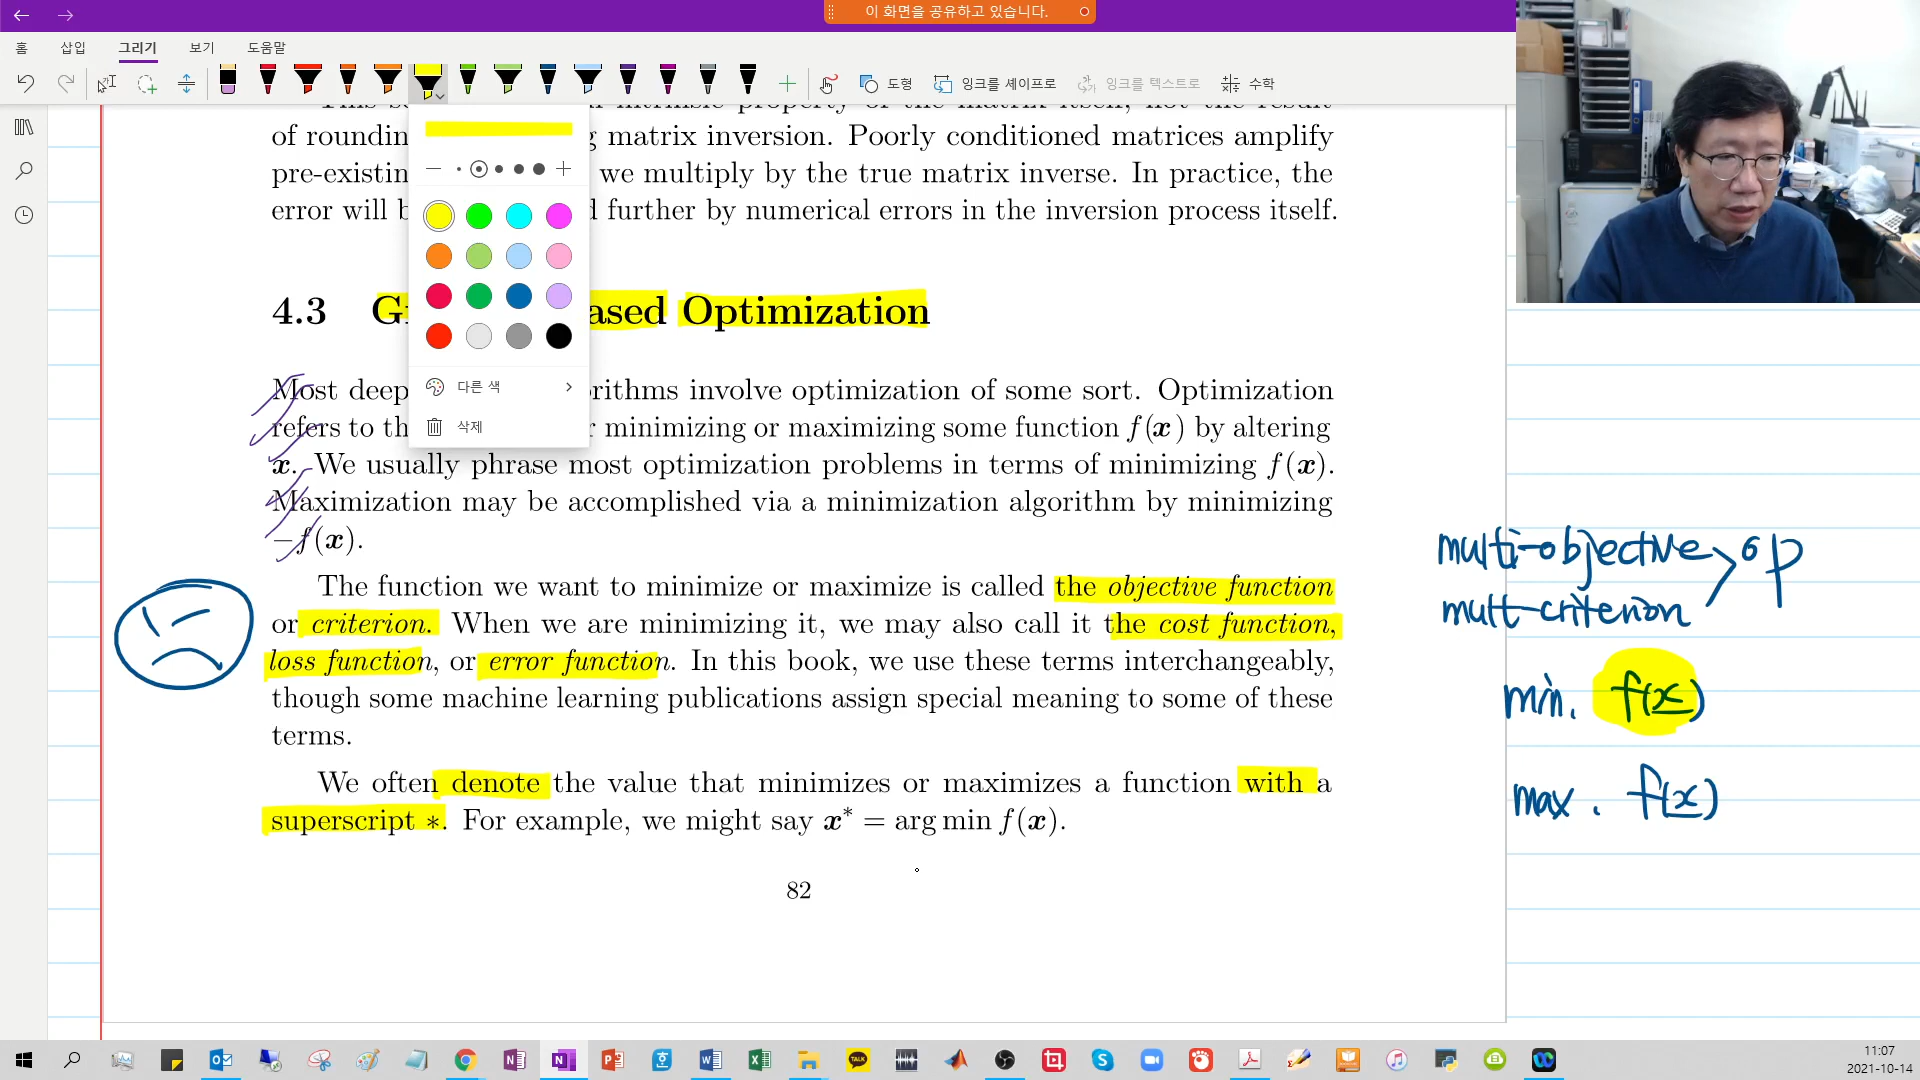 이 화면을 공유하고 있습니다.
홈 삽입 그리기 보기 도움말
도형 잉크를 셰이프로 잉크를 텍스트로 수학
of matrix inversion. Poorly conditioned matrices amplify
we multiply by the true matrix inverse. In practice, the
error will further by numerical errors in the inversion process itself.
다른 색
삭제
4.3 Optimization
Most deep involve optimization of some sort. Optimization
refers to minimizing or maximizing some function f(x) by altering
x. We usually phrase most optimization problems in terms of minimizing f(x).
Maximization may be accomplished via a minimization algorithm by minimizing
−f(x).
The function we want to minimize or maximize is called the objective function
or criterion. When we are minimizing it, we may also call it the cost function,
loss function, or error function. In this book, we use these terms interchangeably,
though some machine learning publications assign special meaning to some of these
terms.
We often denote the value that minimizes or maximizes a function with a
superscript ∗. For example, we might say x* = arg min f(x).
82
multi-objective op
mult-criterion
min. f(x)
max. f(x)
TALK
11:07
2021-10-14